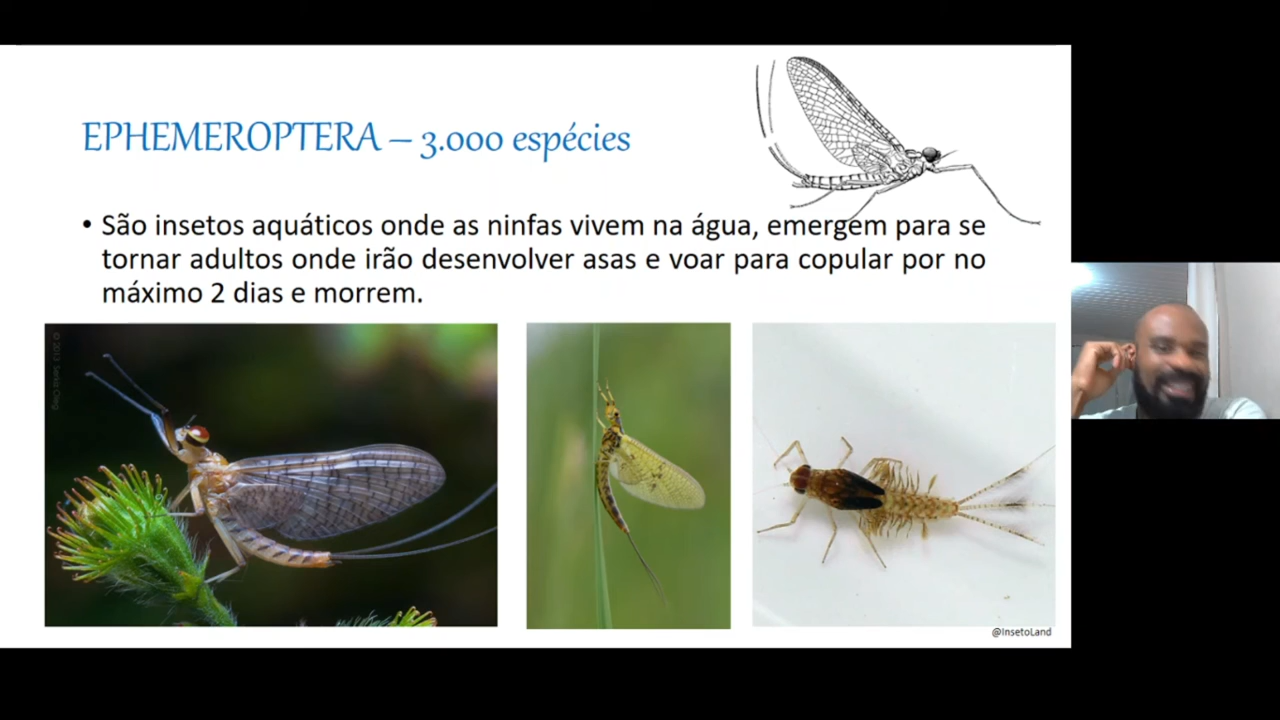 EPHEMEROPTERA – 3.000 espécies
• São insetos aquáticos onde as ninfas vivem na água, emergem para se
tornar adultos onde irão desenvolver asas e voar para copular por no
máximo 2 dias e morrem.
@InsetoLand